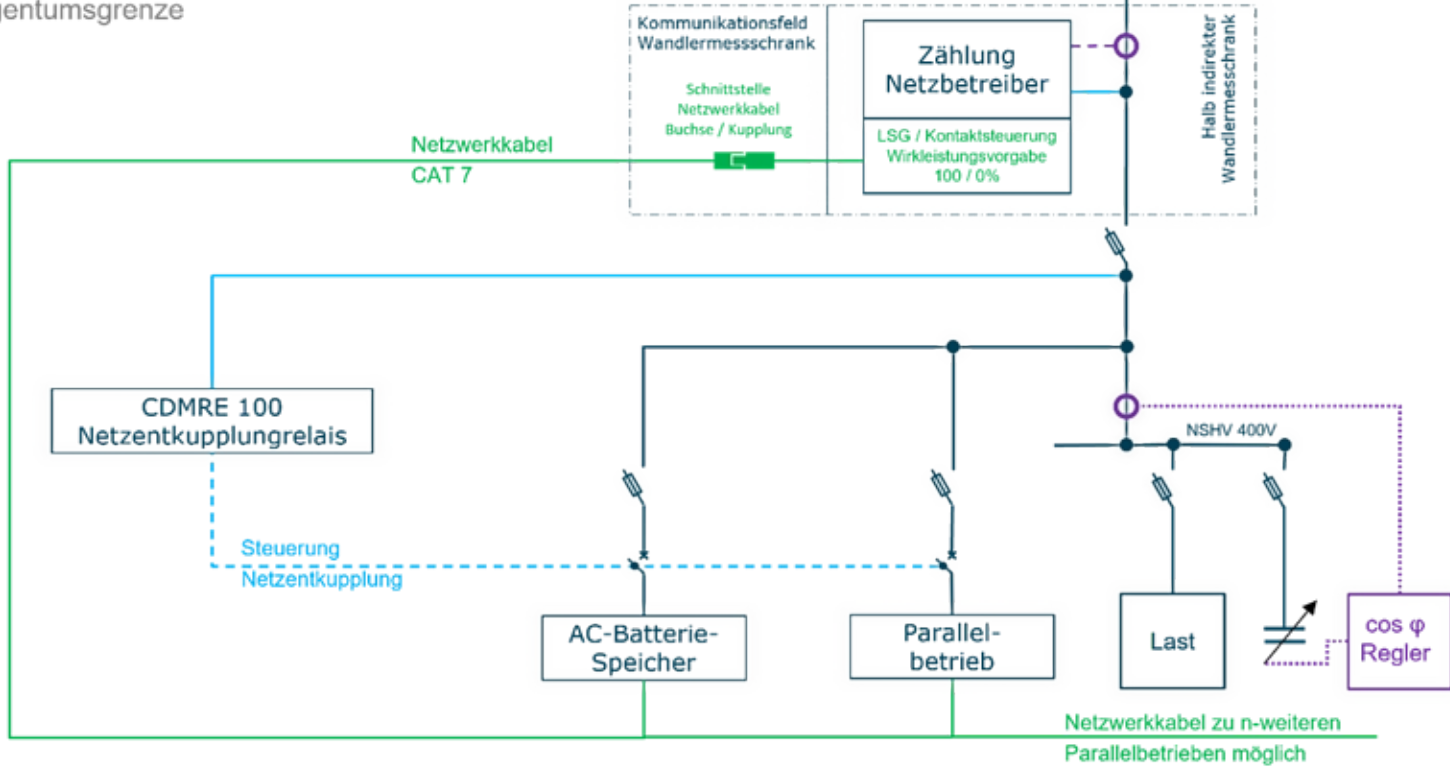 gentumsgrenze
Kommunikationsfeld
Wandlermessschrank
Schnittstelle
Netzwerkkabel
Buchse / Kupplung
Zählung
Netzbetreiber
LSG / Kontaktsteuerung
Wirkleistungsvorgabe
100 / 0%
Halb indirekter
Wandlermesschrank
Netzwerkkabel
CAT 7
CDMRE 100
Netzentkupplungrelais
NSHV 400V
Steuerung
Netzentkupplung
AC-Batterie-
Speicher
Parallel-
betrieb
Last
cos φ
Regler
Netzwerkkabel zu n-weiteren
Parallelbetrieben möglich